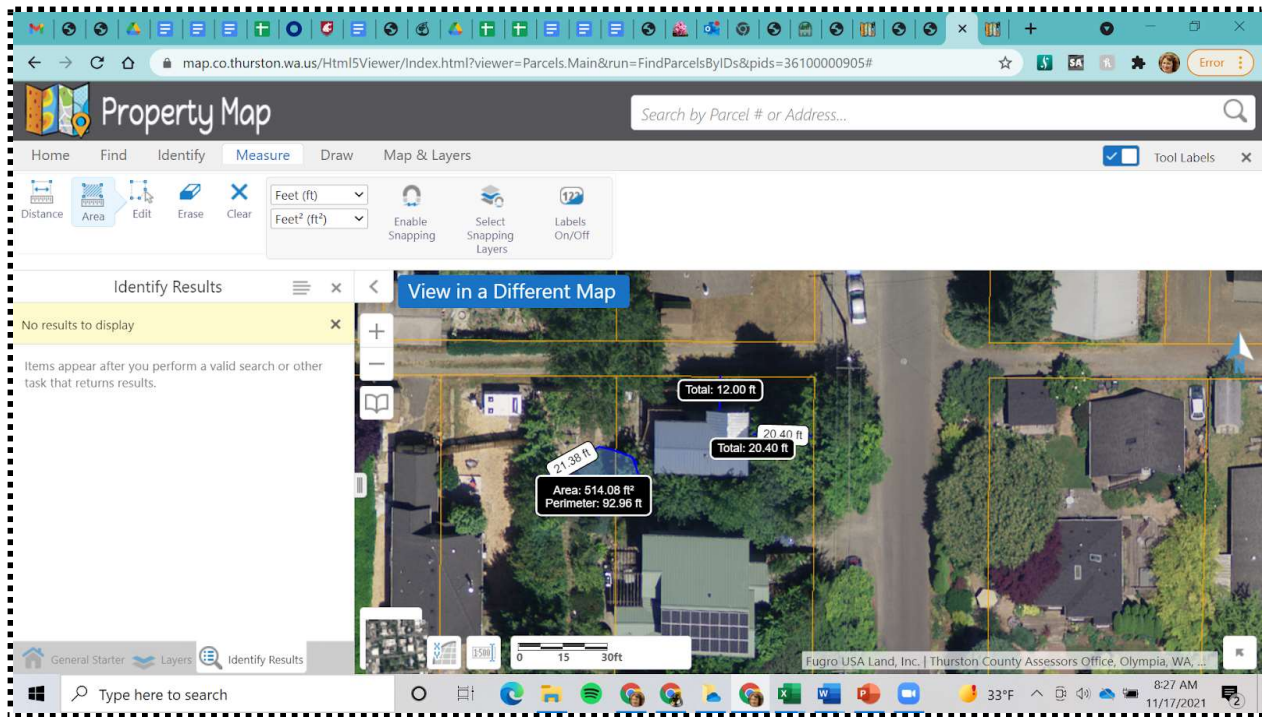 map.co.thurston.wa.us/Html5Viewer/Index.html?viewer=Parcels.Main&run=FindParcelsByIDs&pids=36100000905#
Error
Property Map
Search by Parcel # or Address...
Home Find Identify Measure Draw Map & Layers
Tool Labels
Distance
Area
Edit
Erase
Clear
Feet (ft)
Feet² (ft²)
Enable
Snapping
Select
Snapping
Layers
Labels
On/Off
Identify Results
No results to display
Items appear after you perform a valid search or other
task that returns results.
View in a Different Map
Total: 12.00 ft
20.40 ft
Total: 20.40 ft
21.38 ft
Area: 514.08 ft²
Perimeter: 92.96 ft
General Starter Layers Identify Results
1:500
0 15 30ft
Fugro USA Land, Inc. | Thurston County Assessors Office, Olympia, WA, ...
Type here to search
33°F
8:27 AM
11/17/2021
2